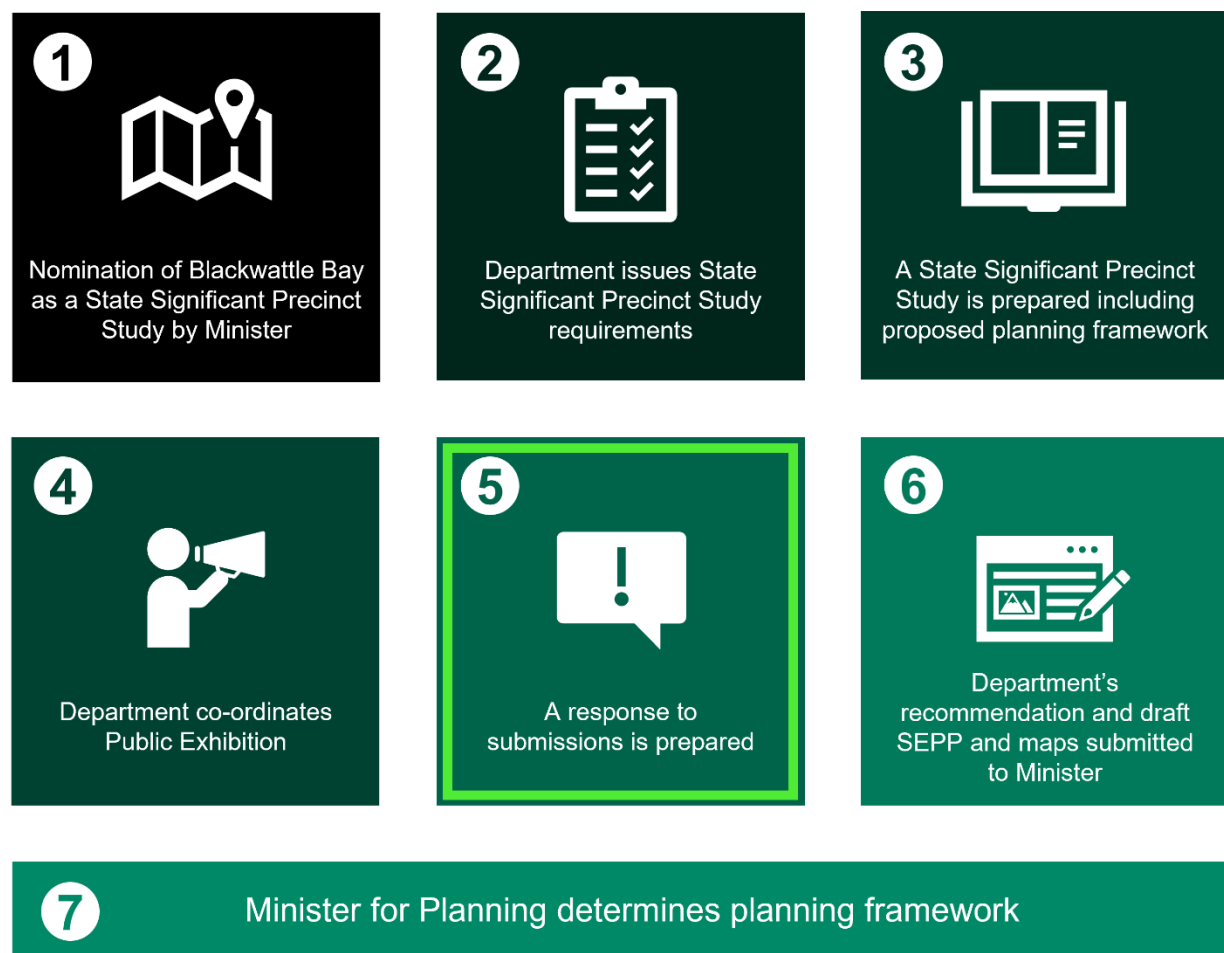 1
Nomination of Blackwattle Bay
as a State Significant Precinct
Study by Minister
2
Department issues State
Significant Precinct Study
requirements
3
A State Significant Precinct
Study is prepared including
proposed planning framework
4
Department co-ordinates
Public Exhibition
5
A response to
submissions is prepared
6
Department’s
recommendation and draft
SEPP and maps submitted
to Minister
7
Minister for Planning determines planning framework